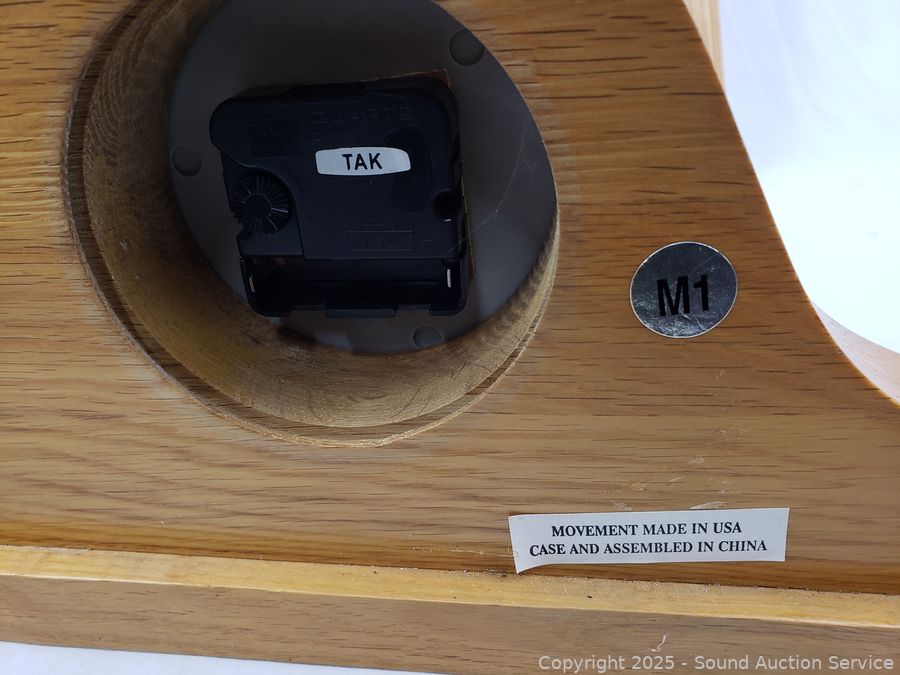 QUARTZ
TAK
M1
MOVEMENT MADE IN USA
CASE AND ASSEMBLED IN CHINA
Copyright © 2025 - Sound Auction Service